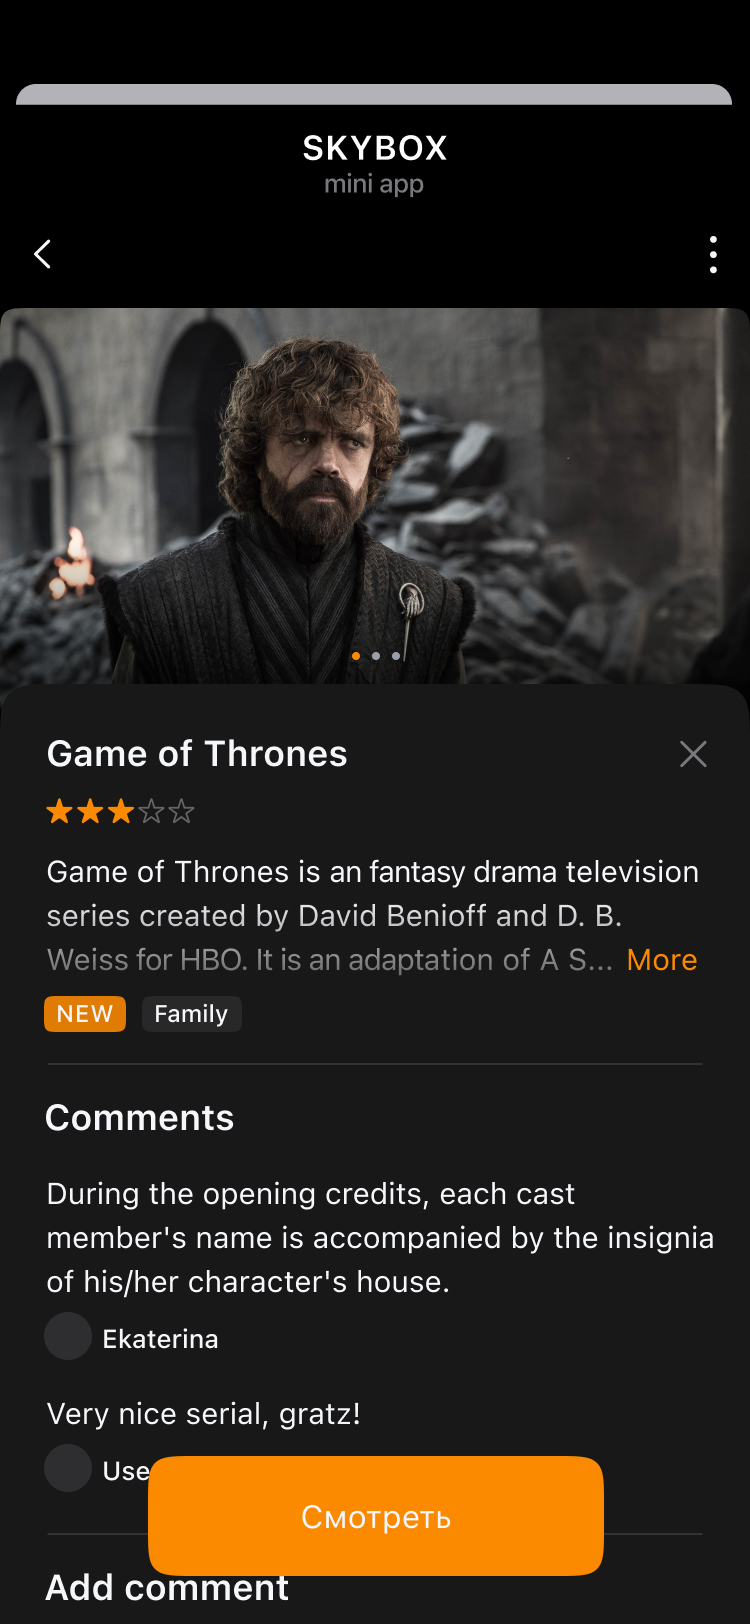 SKYBOX
mini app
Game of Thrones
Game of Thrones is an fantasy drama television
series created by David Benioff and D. B.
Weiss for HBO. It is an adaptation of A S... More
NEW Family
Comments
During the opening credits, each cast
member's name is accompanied by the insignia
of his/her character's house.
Ekaterina
Very nice serial, gratz!
Use
Смотреть
Add comment